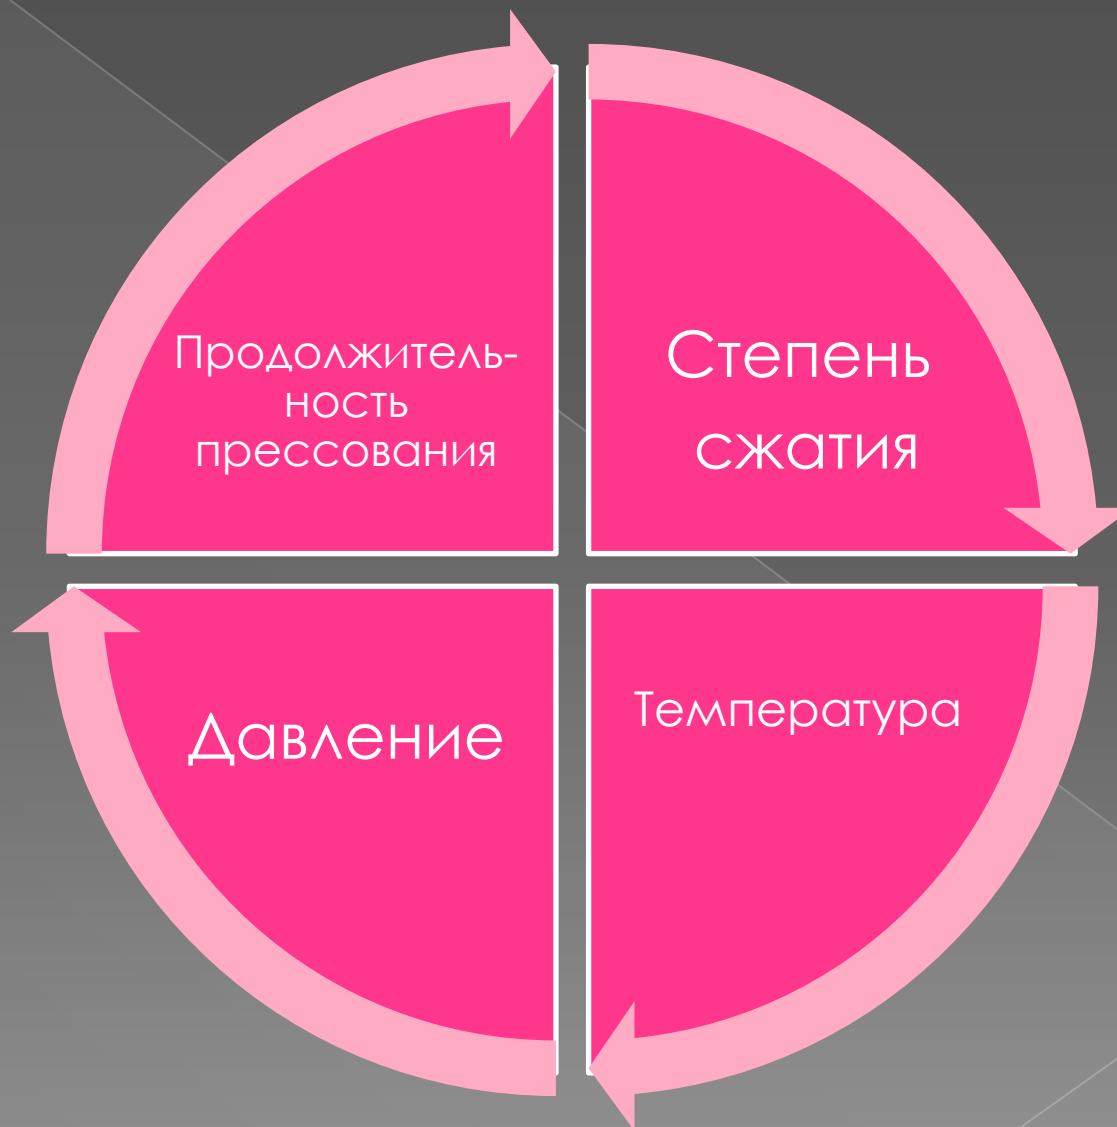 Продолжитель-
ность
прессования
Степень
сжатия
Давление
Температура